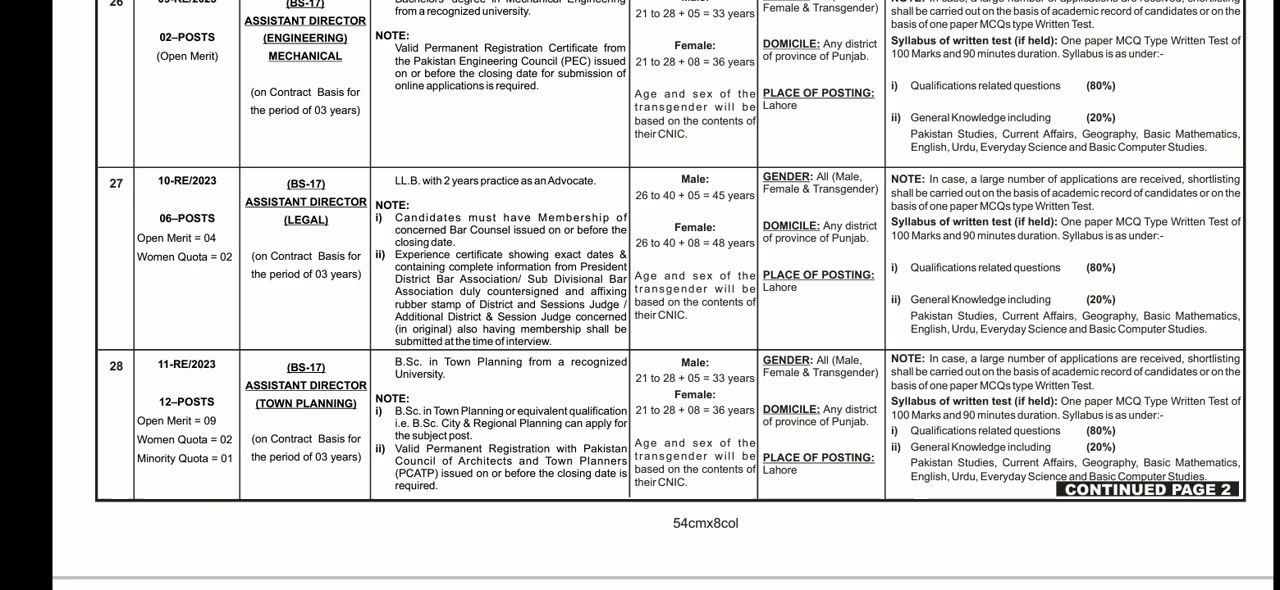 26
02–POSTS
(Open Merit)
(BS-17)
ASSISTANT DIRECTOR
(ENGINEERING)
MECHANICAL
(on Contract Basis for
the period of 03 years)
from a recognized university.
NOTE:
Valid Permanent Registration Certificate from
the Pakistan Engineering Council (PEC) issued
on or before the closing date for submission of
online applications is required.
21 to 28 + 05 = 33 years
Female:
21 to 28 + 08 = 36 years
Age and sex of the
transgender will be
based on the contents of
their CNIC.
Female & Transgender)
DOMICILE: Any district
of province of Punjab.
PLACE OF POSTING:
Lahore
shall be carried out on the basis of academic record of candidates or on the
basis of one paper MCQs type Written Test.
Syllabus of written test (if held): One paper MCQ Type Written Test of
100 Marks and 90 minutes duration. Syllabus is as under:-
i) Qualifications related questions (80%)
ii) General Knowledge including (20%)
Pakistan Studies, Current Affairs, Geography, Basic Mathematics,
English, Urdu, Everyday Science and Basic Computer Studies.
27
10-RE/2023
06–POSTS
Open Merit = 04
Women Quota = 02
(BS-17)
ASSISTANT DIRECTOR
(LEGAL)
(on Contract Basis for
the period of 03 years)
LL.B. with 2 years practice as an Advocate.
NOTE:
i) Candidates must have Membership of
concerned Bar Counsel issued on or before the
closing date.
ii) Experience certificate showing exact dates &
containing complete information from President
District Bar Association/ Sub Divisional Bar
Association duly countersigned and affixing
rubber stamp of District and Sessions Judge /
Additional District & Session Judge concerned
(in original) also having membership shall be
submitted at the time of interview.
Male:
26 to 40 + 05 = 45 years
Female:
26 to 40 + 08 = 48 years
Age and sex of the
transgender will be
based on the contents of
their CNIC.
GENDER: All (Male,
Female & Transgender)
DOMICILE: Any district
of province of Punjab.
PLACE OF POSTING:
Lahore
NOTE: In case, a large number of applications are received, shortlisting
shall be carried out on the basis of academic record of candidates or on the
basis of one paper MCQs type Written Test.
Syllabus of written test (if held): One paper MCQ Type Written Test of
100 Marks and 90 minutes duration. Syllabus is as under:-
i) Qualifications related questions (80%)
ii) General Knowledge including (20%)
Pakistan Studies, Current Affairs, Geography, Basic Mathematics,
English, Urdu, Everyday Science and Basic Computer Studies.
28
11-RE/2023
12–POSTS
Open Merit = 09
Women Quota = 02
Minority Quota = 01
(BS-17)
ASSISTANT DIRECTOR
(TOWN PLANNING)
(on Contract Basis for
the period of 03 years)
B.Sc. in Town Planning from a recognized
University.
NOTE:
i) B.Sc. in Town Planning or equivalent qualification
i.e. B.Sc. City & Regional Planning can apply for
the subject post.
ii) Valid Permanent Registration with Pakistan
Council of Architects and Town Planners
(PCATP) issued on or before the closing date is
required.
Male:
21 to 28 + 05 = 33 years
Female:
21 to 28 + 08 = 36 years
Age and sex of the
transgender will be
based on the contents of
their CNIC.
GENDER: All (Male,
Female & Transgender)
DOMICILE: Any district
of province of Punjab.
PLACE OF POSTING:
Lahore
NOTE: In case, a large number of applications are received, shortlisting
shall be carried out on the basis of academic record of candidates or on the
basis of one paper MCQs type Written Test.
Syllabus of written test (if held): One paper MCQ Type Written Test of
100 Marks and 90 minutes duration. Syllabus is as under:-
i) Qualifications related questions (80%)
ii) General Knowledge including (20%)
Pakistan Studies, Current Affairs, Geography, Basic Mathematics,
English, Urdu, Everyday Science and Basic Computer Studies.
CONTINUED PAGE 2
54cmx8col